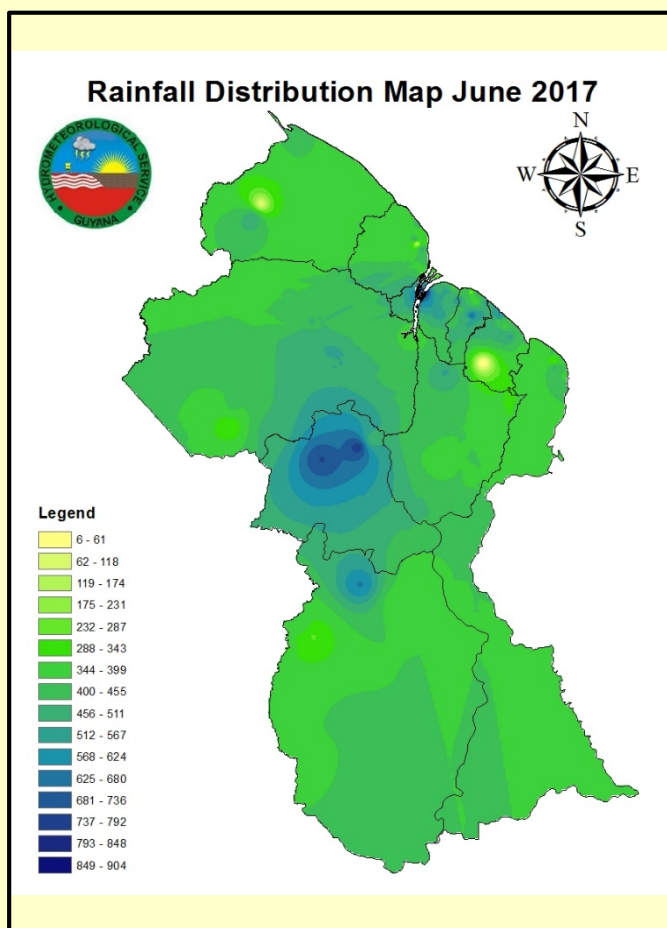 Rainfall Distribution Map June 2017
HYDROMETEOROLOGICAL SERVICE
• GUYANA •
N
W E
S
Legend
6 - 61
62 - 118
119 - 174
175 - 231
232 - 287
288 - 343
344 - 399
400 - 455
456 - 511
512 - 567
568 - 624
625 - 680
681 - 736
737 - 792
793 - 848
849 - 904